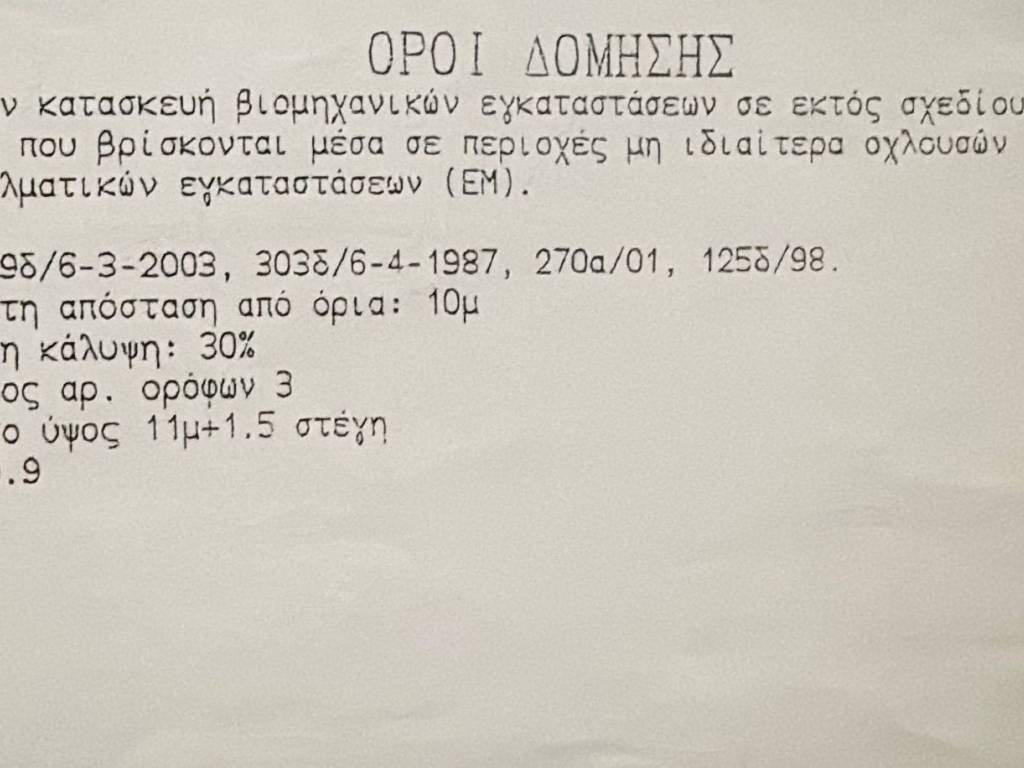 ΟΡΟΙ ΔΟΜΗΣΗΣ
ν κατασκευή βιομηχανικών εγκαταστάσεων σε εκτός σχεδίου
που βρίσκονται μέσα σε περιοχές μη ιδιαίτερα οχλουσών
λματικών εγκαταστάσεων (ΕΜ).
9δ/6-3-2003, 303δ/6-4-1987, 270α/01, 125δ/98.
τη απόσταση από όρια: 10μ
η κάλυψη: 30%
ος αρ. ορόφων 3
ο ύψος 11μ+1.5 στέγη
.9